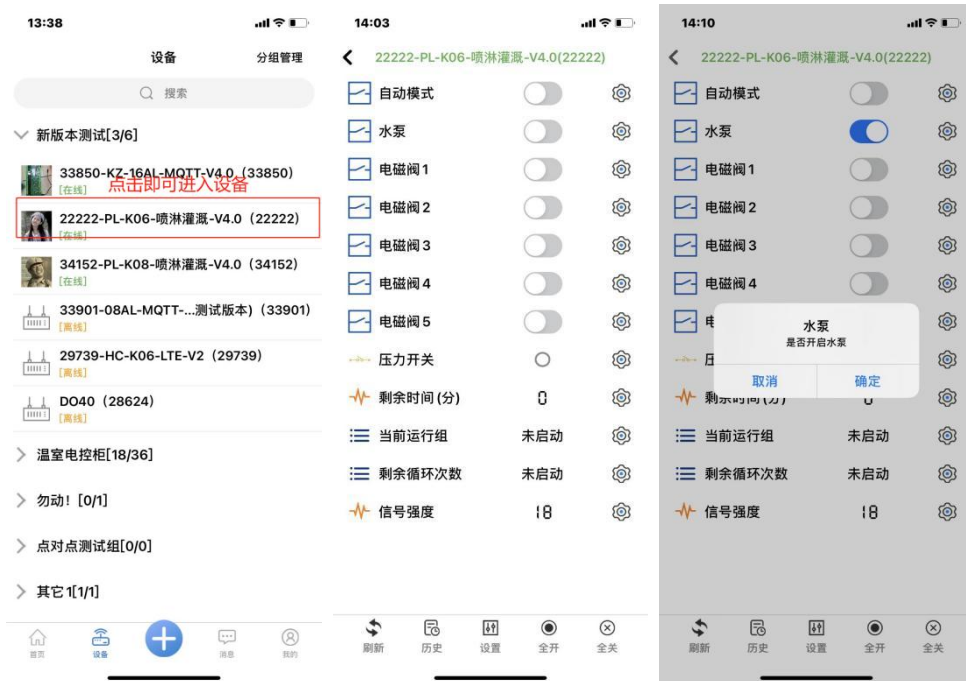 13:38
设备
分组管理
搜索
新版本测试[3/6]
33850-KZ-16AL-MQTT-V4.0 (33850)
[在线]
点击即可进入设备
22222-PL-K06-喷淋灌溉-V4.0（22222）
[在线]
34152-PL-K08-喷淋灌溉-V4.0（34152）
[在线]
33901-08AL-MQTT-...测试版本)（33901）
[离线]
29739-HC-K06-LTE-V2（29739）
[离线]
DO40（28624）
[离线]
温室电控柜[18/36]
勿动！[0/1]
点对点测试组[0/0]
其它1[1/1]
首页
设备
消息
我的
14:03
22222-PL-K06-喷淋灌溉-V4.0(22222)
自动模式
水泵
电磁阀1
电磁阀2
电磁阀3
电磁阀4
电磁阀5
压力开关
剩余时间(分) 0
当前运行组 未启动
剩余循环次数 未启动
信号强度 18
刷新 历史 设置 全开 全关
14:10
22222-PL-K06-喷淋灌溉-V4.0(22222)
自动模式
水泵
电磁阀1
电磁阀2
电磁阀3
电磁阀4
水泵
是否开启水泵
取消 确定
剩余时间(分) 0
当前运行组 未启动
剩余循环次数 未启动
信号强度 18
刷新 历史 设置 全开 全关